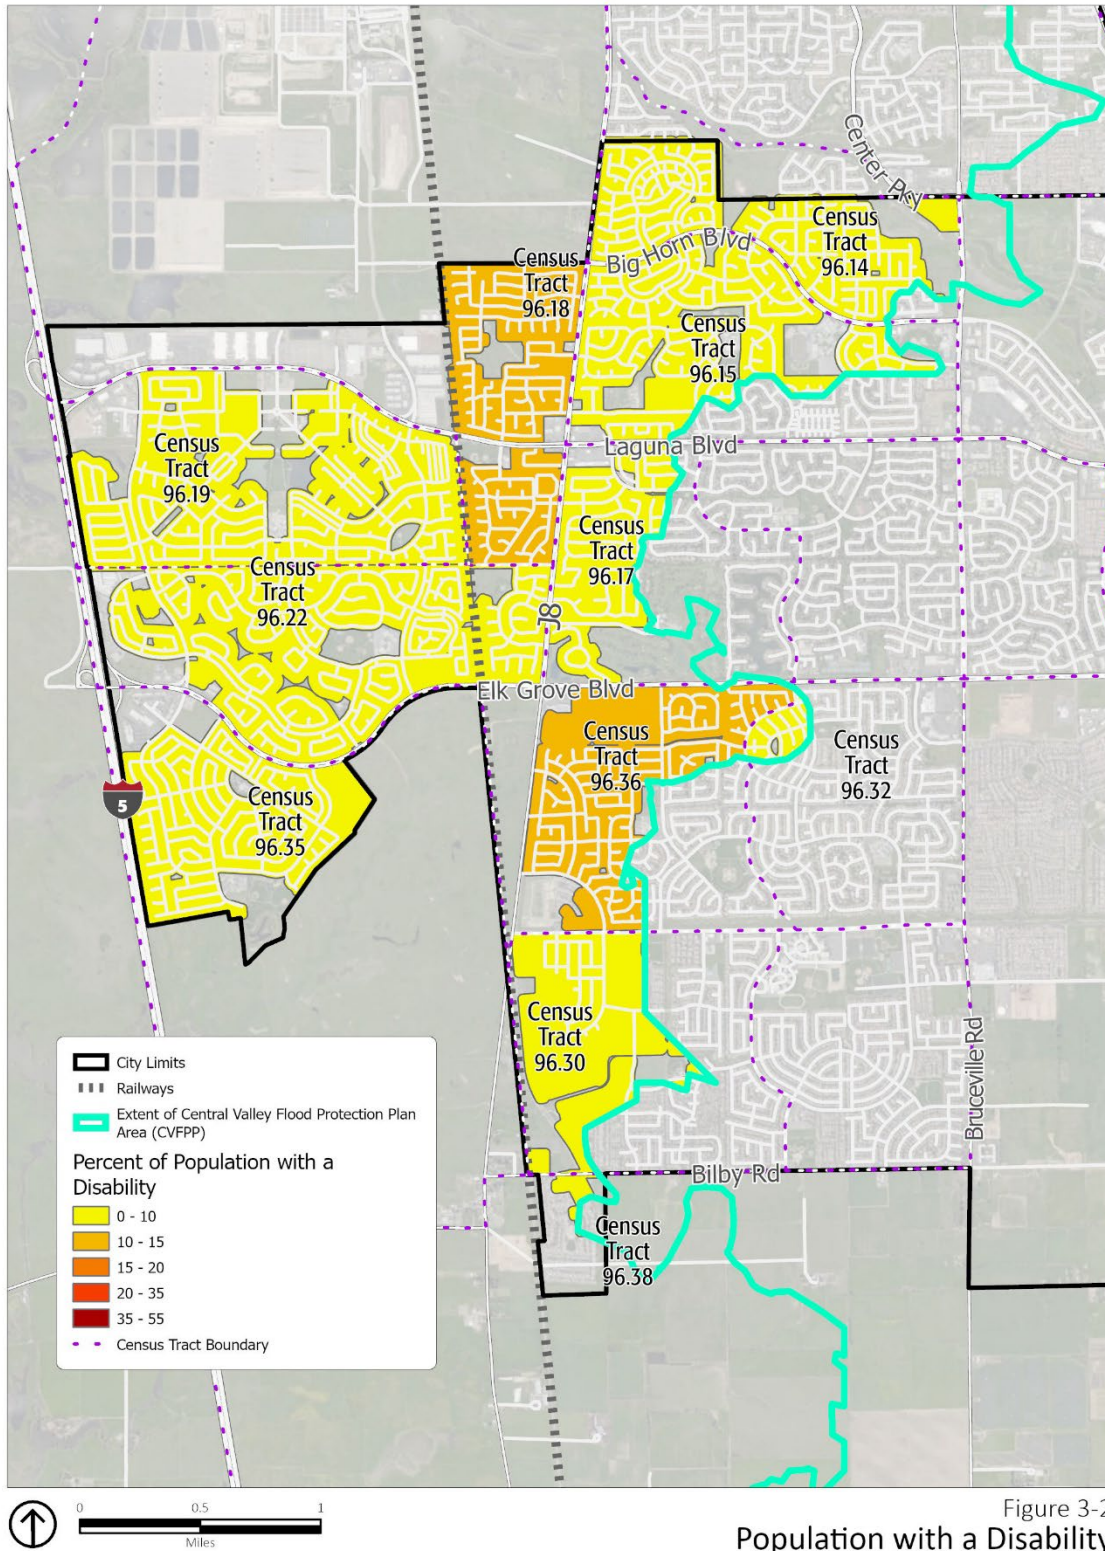 Center Pky
Census
Tract
96.14
Big Horn Blvd
Census
Tract
96.18
Census
Tract
96.15
Laguna Blvd
Census
Tract
96.19
Census
Tract
96.17
Census
Tract
96.22
J8
Elk Grove Blvd
Census
Tract
96.36
Census
Tract
96.32
5
Census
Tract
96.35
Census
Tract
96.30
Bruceville Rd
Bilby Rd
Census
Tract
96.38
City Limits
Railways
Extent of Central Valley Flood Protection Plan
Area (CVFPP)
Percent of Population with a
Disability
0 - 10
10 - 15
15 - 20
20 - 35
35 - 55
Census Tract Boundary
0 0.5 1
Miles
Figure 3-2
Population with a Disability